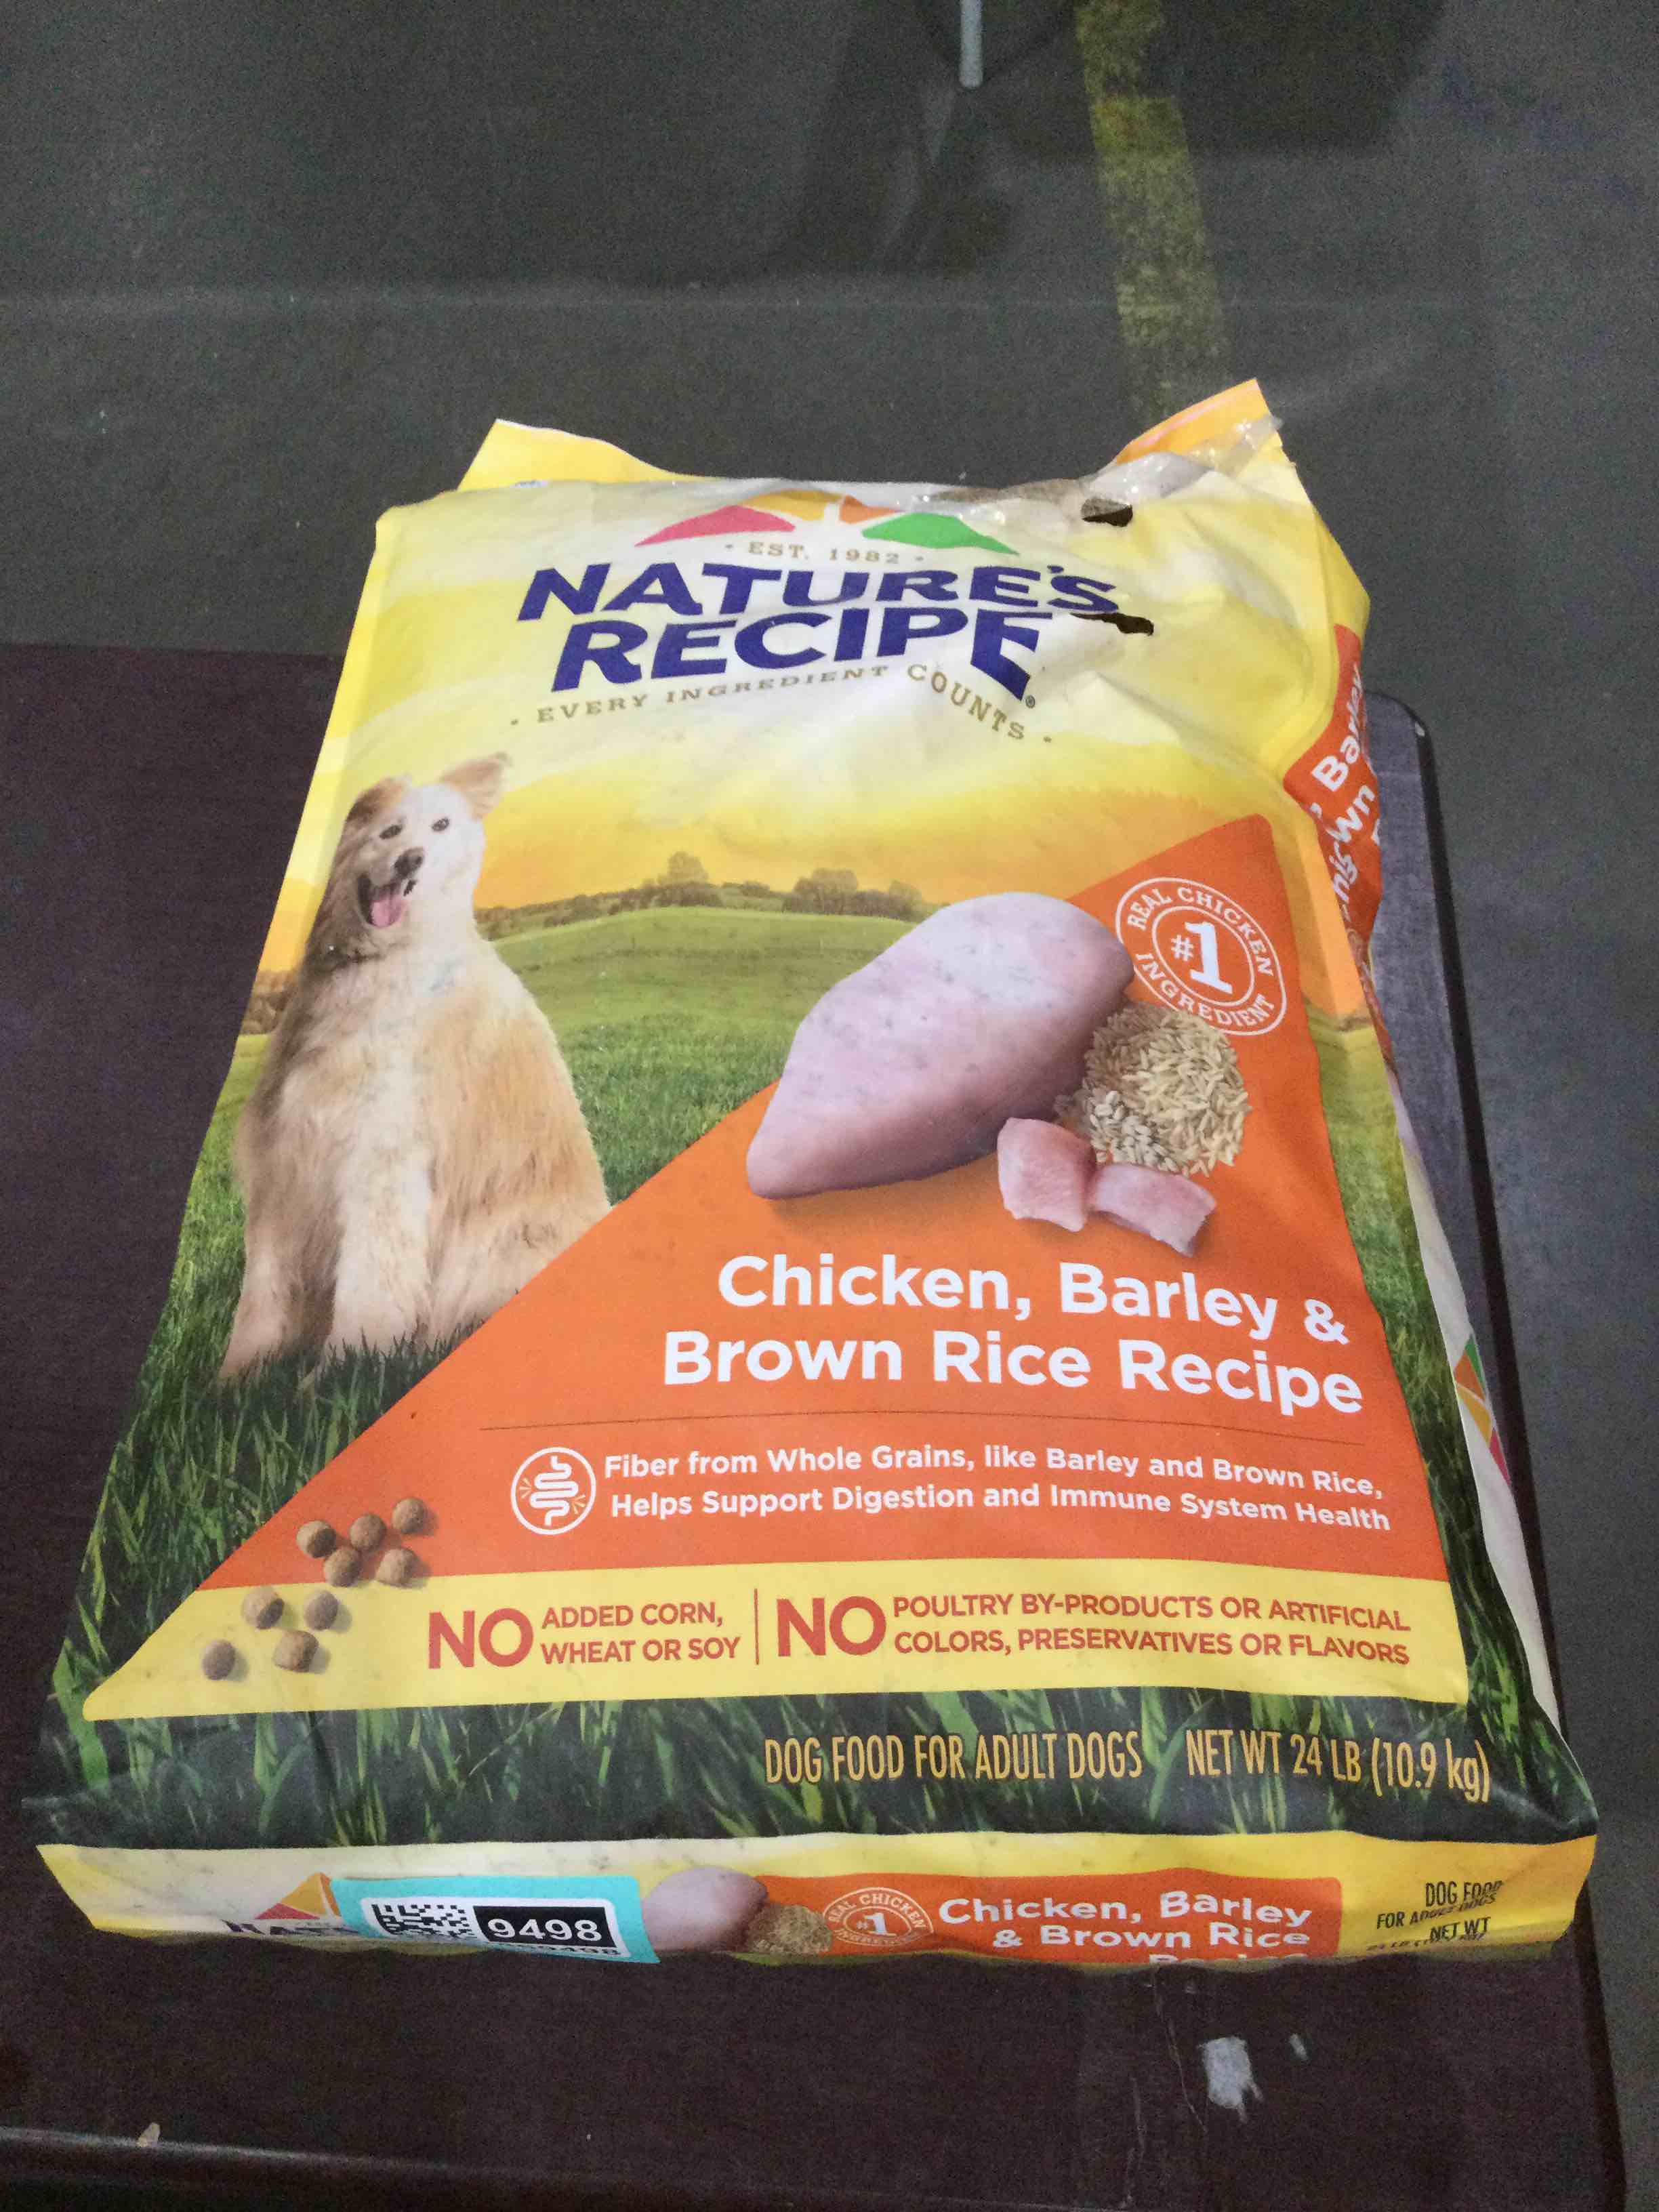 · EST. 1982 ·
NATURE'S
RECIPE®
· EVERY INGREDIENT COUNTS ·
REAL CHICKEN
#1
INGREDIENT
Chicken, Barley &
Brown Rice Recipe
Fiber from Whole Grains, like Barley and Brown Rice,
Helps Support Digestion and Immune System Health
NO ADDED CORN,
WHEAT OR SOY
NO POULTRY BY-PRODUCTS OR ARTIFICIAL
COLORS, PRESERVATIVES OR FLAVORS
DOG FOOD FOR ADULT DOGS NET WT 24 LB (10.9 kg)
9498
REAL CHICKEN
#1
Chicken, Barley
& Brown Rice
DOG FOOD
FOR ADULT DOGS
NET WT